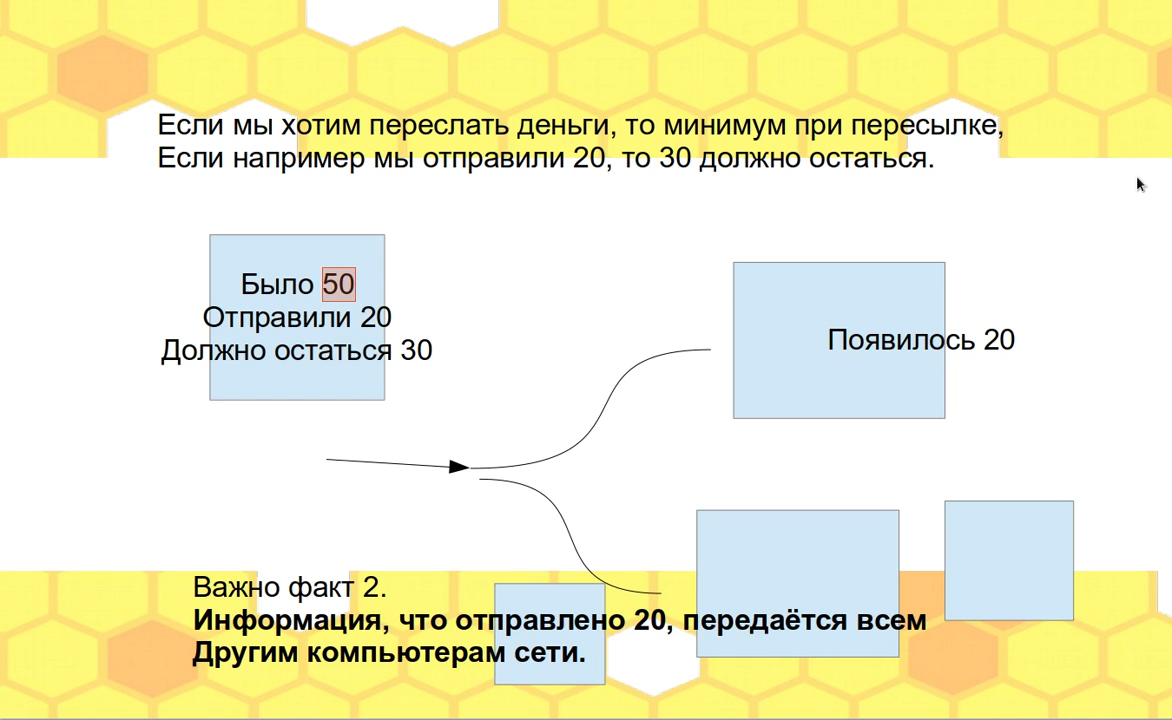 Если мы хотим переслать деньги, то минимум при пересылке,
Если например мы отправили 20, то 30 должно остаться.
Было 50
Отправили 20
Должно остаться 30
Появилось 20
Важно факт 2.
Информация, что отправлено 20, передаётся всем
Другим компьютерам сети.